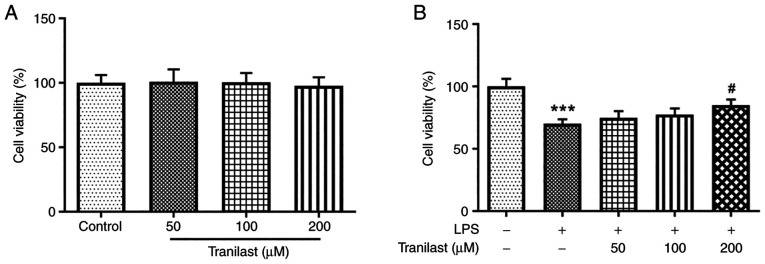 A
Cell viability (%)
150
100
50
0
Control
50
100
200
Tranilast (μM)
B
Cell viability (%)
150
100
50
0
***
#
LPS – + + + +
Tranilast (μM) – – 50 100 200